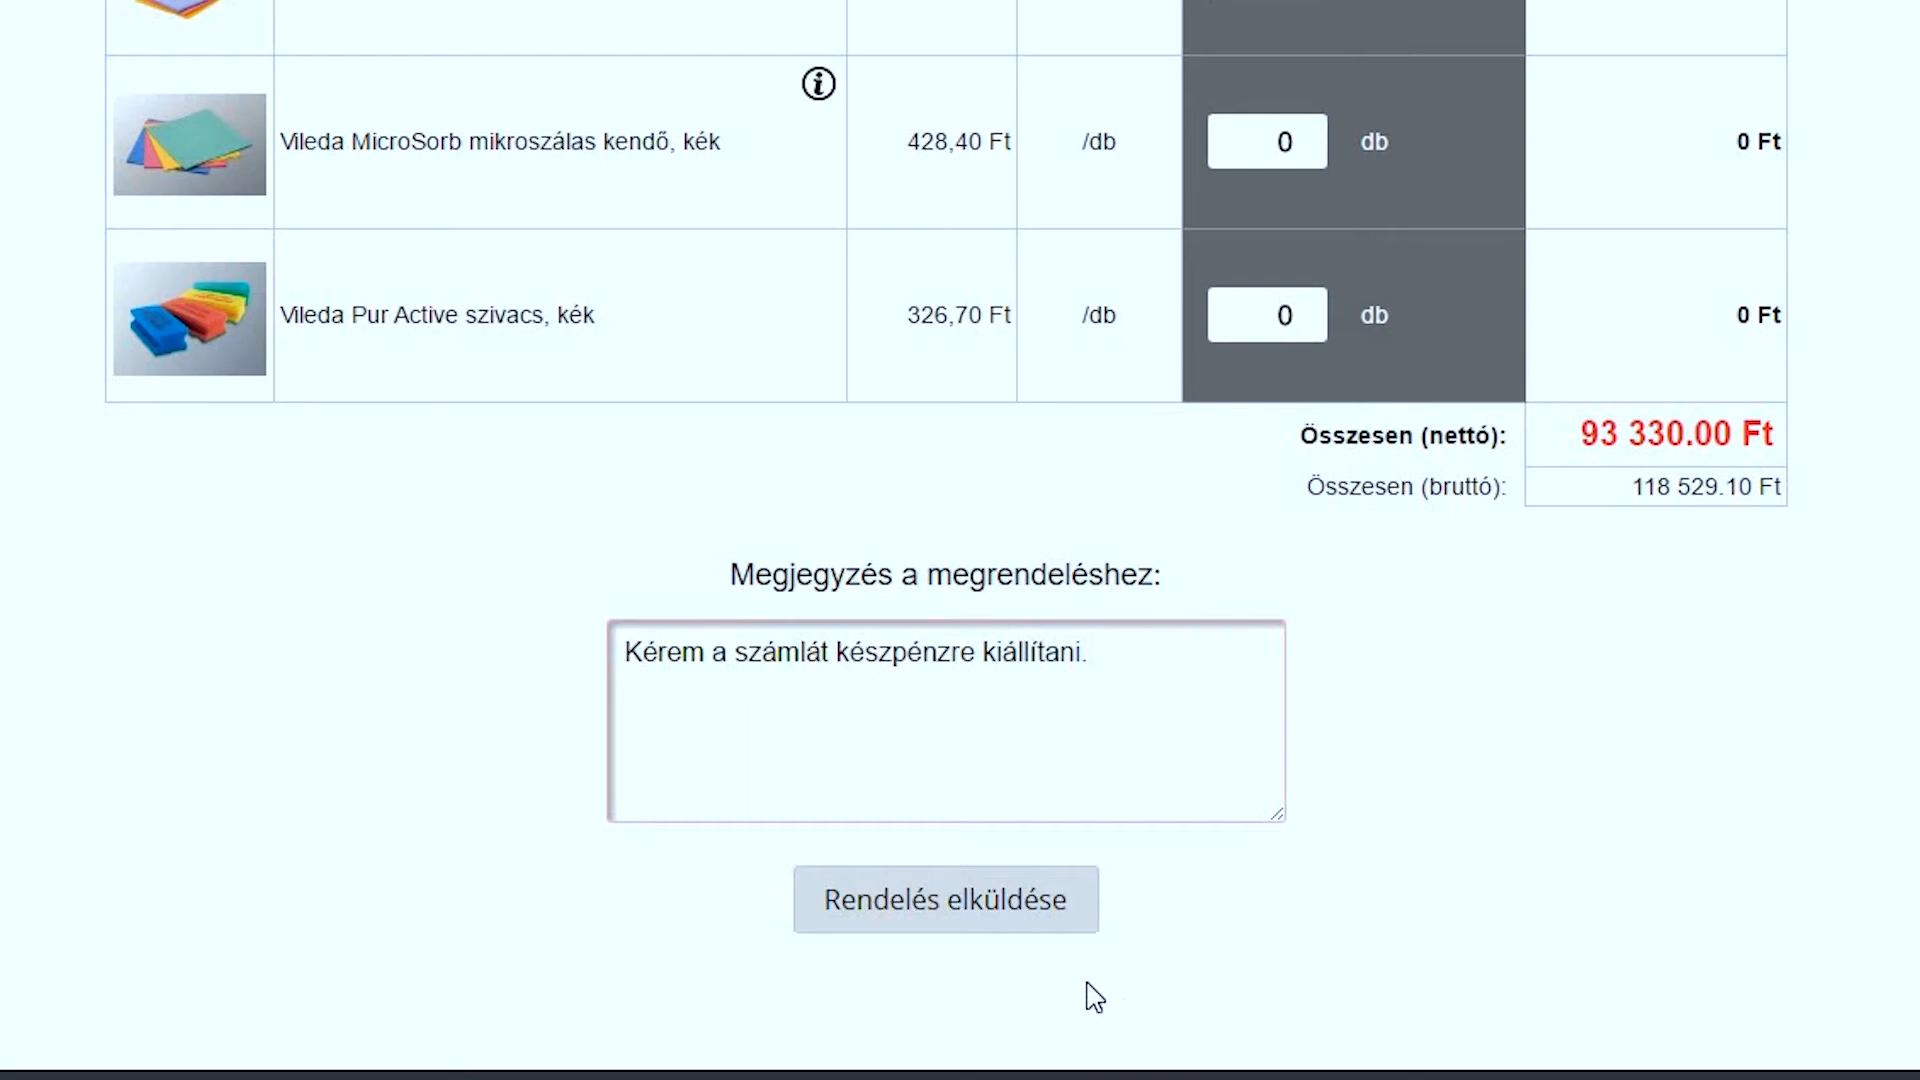 Vileda MicroSorb mikroszálas kendő, kék 428,40 Ft /db 0 db 0 Ft
Vileda Pur Active szivacs, kék 326,70 Ft /db 0 db 0 Ft
Összesen (nettó): 93 330.00 Ft
Összesen (bruttó): 118 529.10 Ft
Megjegyzés a megrendeléshez:
Kérem a számlát készpénzre kiállítani.
Rendelés elküldése